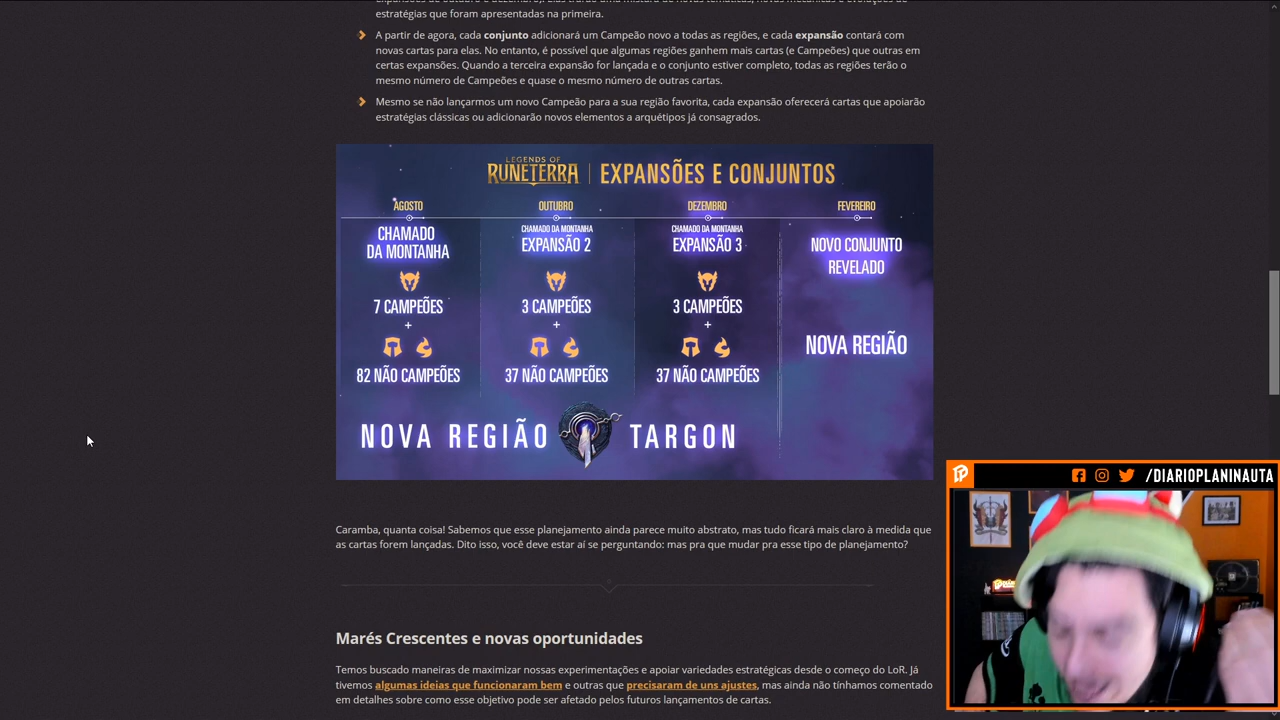 estratégias que foram apresentadas na primeira.
A partir de agora, cada conjunto adicionará um Campeão novo a todas as regiões, e cada expansão contará com
novas cartas para elas. No entanto, é possível que algumas regiões ganhem mais cartas (e Campeões) que outras em
certas expansões. Quando a terceira expansão for lançada e o conjunto estiver completo, todas as regiões terão o
mesmo número de Campeões e quase o mesmo número de outras cartas.
Mesmo se não lançarmos um novo Campeão para a sua região favorita, cada expansão oferecerá cartas que apoiarão
estratégias clássicas ou adicionarão novos elementos a arquétipos já consagrados.
LEGENDS OF
RUNETERRA | EXPANSÕES E CONJUNTOS
AGOSTO
CHAMADO
DA MONTANHA
7 CAMPEÕES
+
82 NÃO CAMPEÕES
OUTUBRO
CHAMADO DA MONTANHA
EXPANSÃO 2
3 CAMPEÕES
+
37 NÃO CAMPEÕES
DEZEMBRO
CHAMADO DA MONTANHA
EXPANSÃO 3
3 CAMPEÕES
+
37 NÃO CAMPEÕES
FEVEREIRO
NOVO CONJUNTO
REVELADO
NOVA REGIÃO
NOVA REGIÃO TARGON
/DIARIOPLANINAUTA
Caramba, quanta coisa! Sabemos que esse planejamento ainda parece muito abstrato, mas tudo ficará mais claro à medida que
as cartas forem lançadas. Dito isso, você deve estar aí se perguntando: mas pra que mudar pra esse tipo de planejamento?
Marés Crescentes e novas oportunidades
Temos buscado maneiras de maximizar nossas experimentações e apoiar variedades estratégicas desde o começo do LoR. Já
tivemos algumas ideias que funcionaram bem e outras que precisaram de uns ajustes, mas ainda não tínhamos comentado
em detalhes sobre como esse objetivo pode ser afetado pelos futuros lançamentos de cartas.